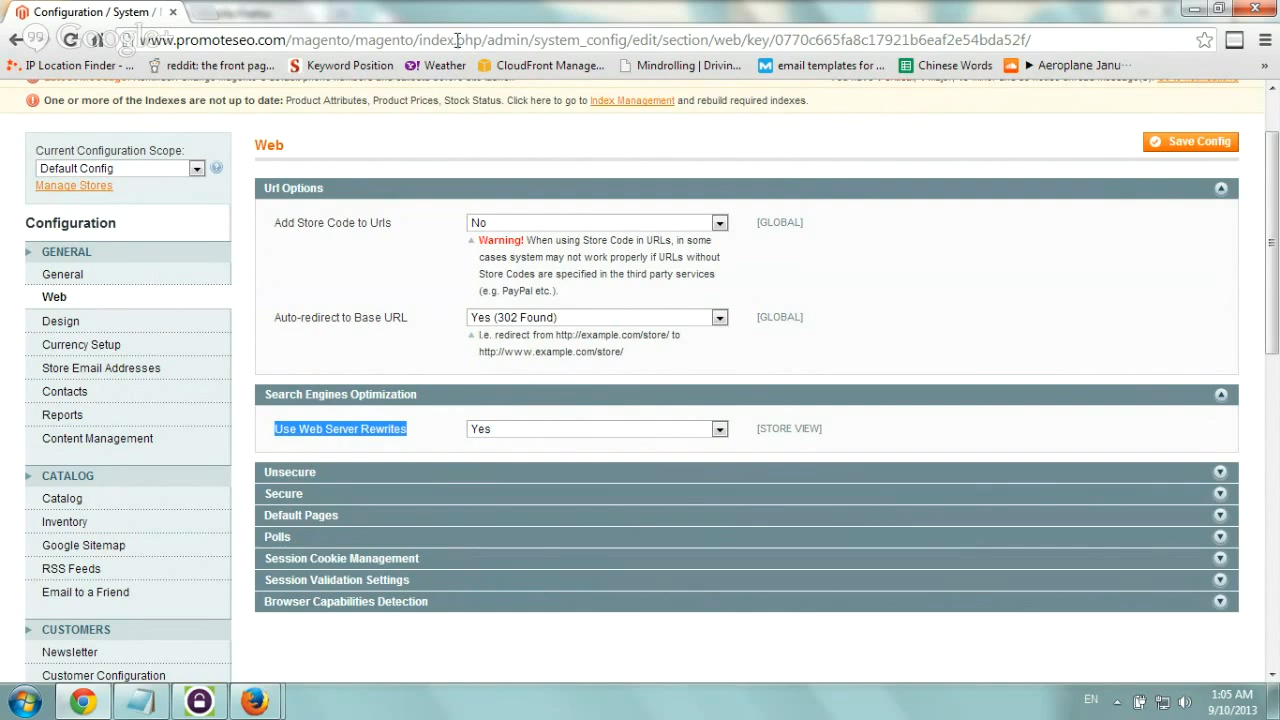 Configuration / System /
Google+
www.promoteseo.com/magento/magento/index.php/admin/system_config/edit/section/web/key/0770c665fa8c17921b6eaf2e54bda52f/
IP Location Finder - ...
reddit: the front pag...
Keyword Position
Weather
CloudFront Manage...
Mindrolling | Drivin...
email templates for ...
Chinese Words
► Aeroplane Janu...
»
One or more of the Indexes are not up to date: Product Attributes, Product Prices, Stock Status. Click here to go to Index Management and rebuild required indexes.
Current Configuration Scope:
Default Config
Manage Stores
Configuration
GENERAL
General
Web
Design
Currency Setup
Store Email Addresses
Contacts
Reports
Content Management
CATALOG
Catalog
Inventory
Google Sitemap
RSS Feeds
Email to a Friend
CUSTOMERS
Newsletter
Customer Configuration
Web
Save Config
Url Options
Add Store Code to Urls
No
[GLOBAL]
Warning! When using Store Code in URLs, in some
cases system may not work properly if URLs without
Store Codes are specified in the third party services
(e.g. PayPal etc.).
Auto-redirect to Base URL
Yes (302 Found)
[GLOBAL]
I.e. redirect from http://example.com/store/ to
http://www.example.com/store/
Search Engines Optimization
Use Web Server Rewrites
Yes
[STORE VIEW]
Unsecure
Secure
Default Pages
Polls
Session Cookie Management
Session Validation Settings
Browser Capabilities Detection
EN
1:05 AM
9/10/2013